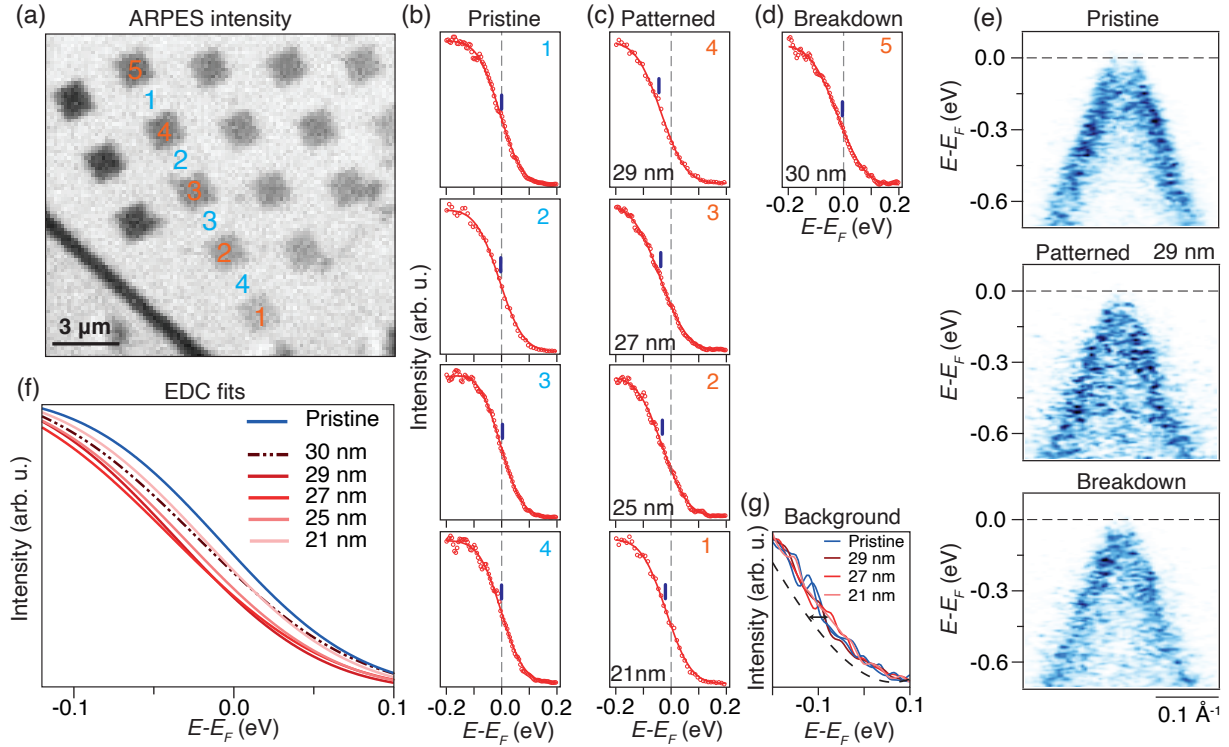 (a) ARPES intensity
5
1
4
2
3
3
2
4
1
3 µm
(b) Pristine
1
2
3
4
Intensity (arb. u.)
-0.2 0.0 0.2
E-E_F (eV)
(c) Patterned
4
29 nm
3
27 nm
2
25 nm
1
21nm
-0.2 0.0 0.2
E-E_F (eV)
(d) Breakdown
5
30 nm
-0.2 0.0 0.2
E-E_F (eV)
(e) Pristine
0.0
-0.3
-0.6
E-E_F (eV)
Patterned 29 nm
0.0
-0.3
-0.6
E-E_F (eV)
Breakdown
0.0
-0.3
-0.6
E-E_F (eV)
0.1 Å⁻¹
(f) EDC fits
Pristine
30 nm
29 nm
27 nm
25 nm
21 nm
Intensity (arb. u.)
-0.1 0.0 0.1
E-E_F (eV)
(g) Background
Pristine
29 nm
27 nm
21 nm
Intensity (arb. u.)
-0.1 0.1
E-E_F (eV)